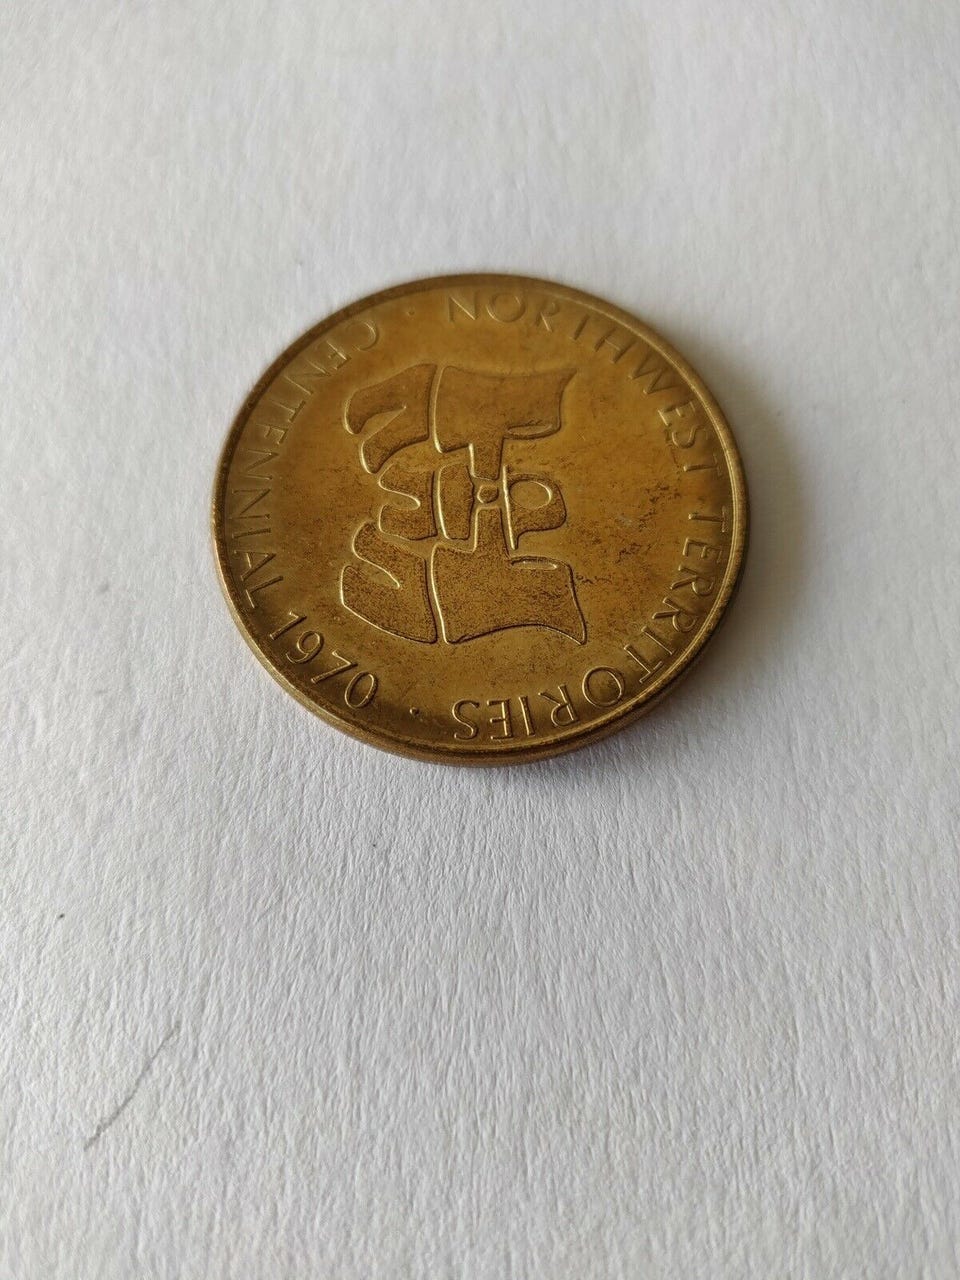 NORTHWEST TERRITORIES
· CENTENNIAL 1970 ·